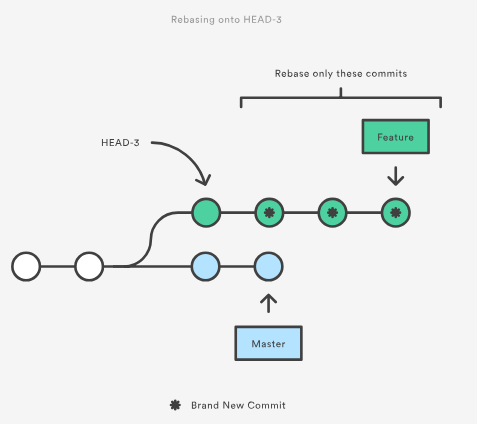 Rebasing onto HEAD-3
Rebase only these commits
Feature
HEAD-3
Master
Brand New Commit